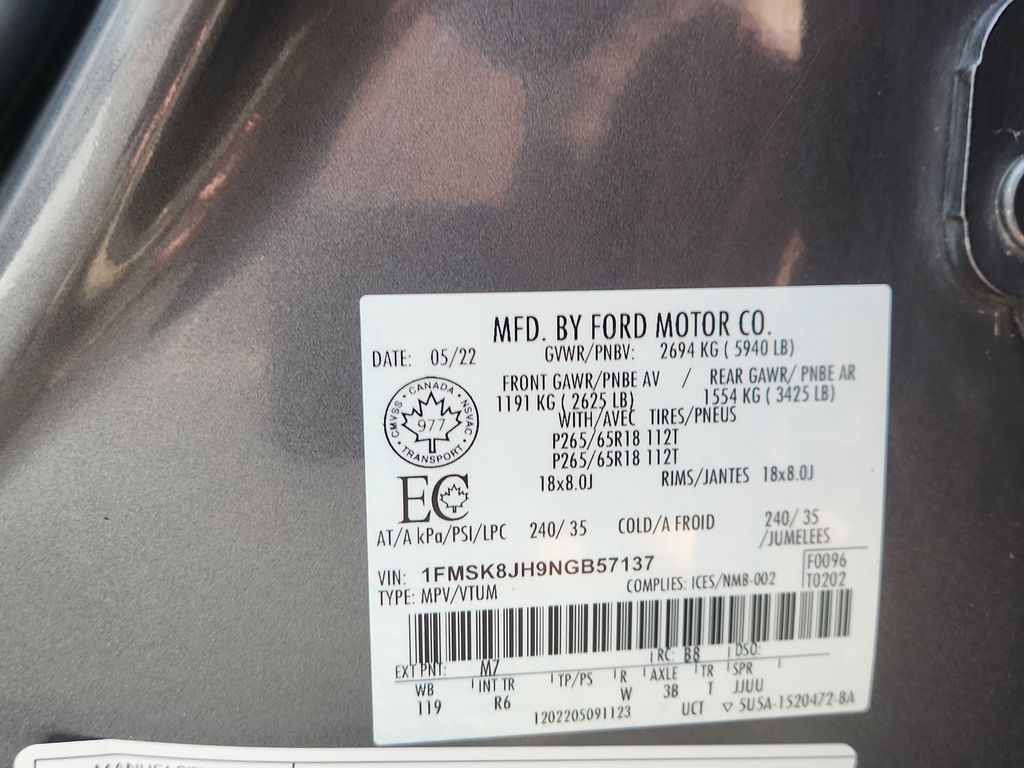 MFD. BY FORD MOTOR CO.
DATE: 05/22
GVWR/PNBV: 2694 KG ( 5940 LB)
FRONT GAWR/PNBE AV / REAR GAWR/ PNBE AR
1191 KG ( 2625 LB) 1554 KG ( 3425 LB)
WITH/AVEC TIRES/PNEUS
P265/65R18 112T
P265/65R18 112T
18x8.0J RIMS/JANTES 18x8.0J
CANADA
CMVSS NSVAC
977
TRANSPORT
EC
AT/A kPa/PSI/LPC 240/ 35 COLD/A FROID 240/ 35
/JUMELEES
VIN: 1FMSK8JH9NGB57137
F0096
TYPE: MPV/VTUM COMPLIES: ICES/NMB-002 T0202
EXT PNT: M7 RC: B8 DSO:
WB INT TR TP/PS R AXLE TR SPR
119 R6 W 3B T JJUU
1202205091123 UCT ▽ 5U5A-1520472-BA